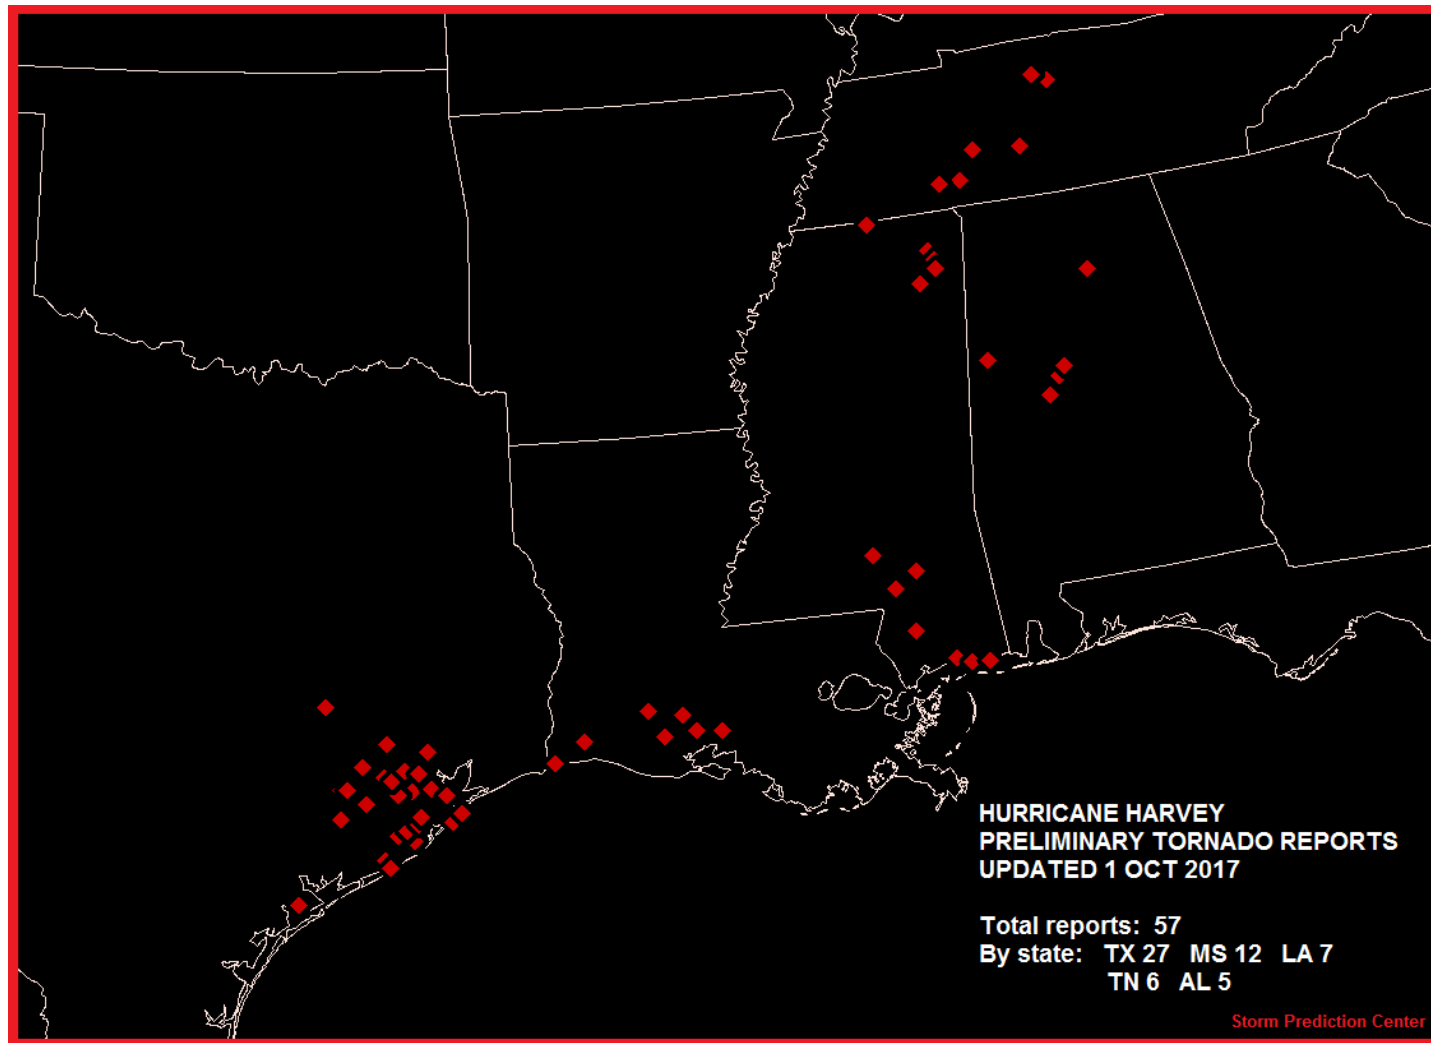 HURRICANE HARVEY
PRELIMINARY TORNADO REPORTS
UPDATED 1 OCT 2017
Total reports: 57
By state: TX 27 MS 12 LA 7
TN 6 AL 5
Storm Prediction Center